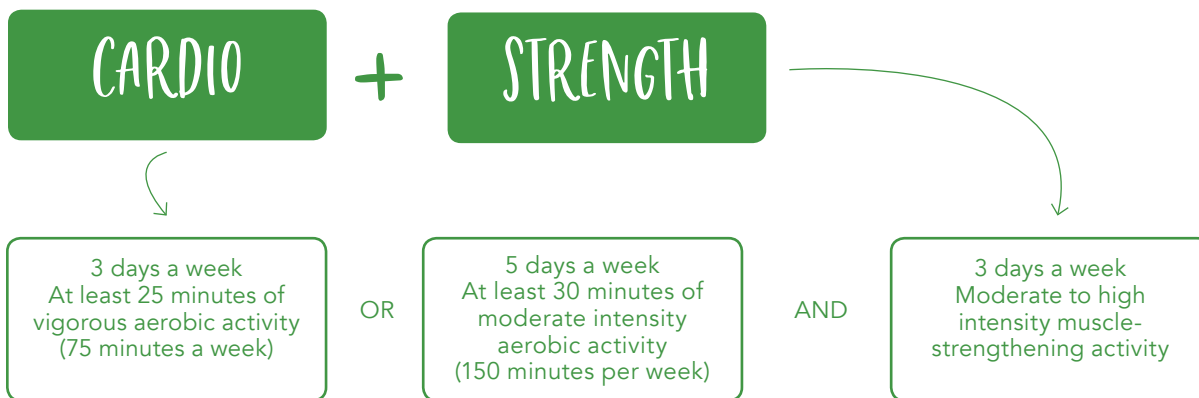 CARDIO
+
STRENGTH
3 days a week
At least 25 minutes of
vigorous aerobic activity
(75 minutes a week)
OR
5 days a week
At least 30 minutes of
moderate intensity
aerobic activity
(150 minutes per week)
AND
3 days a week
Moderate to high
intensity muscle-
strengthening activity